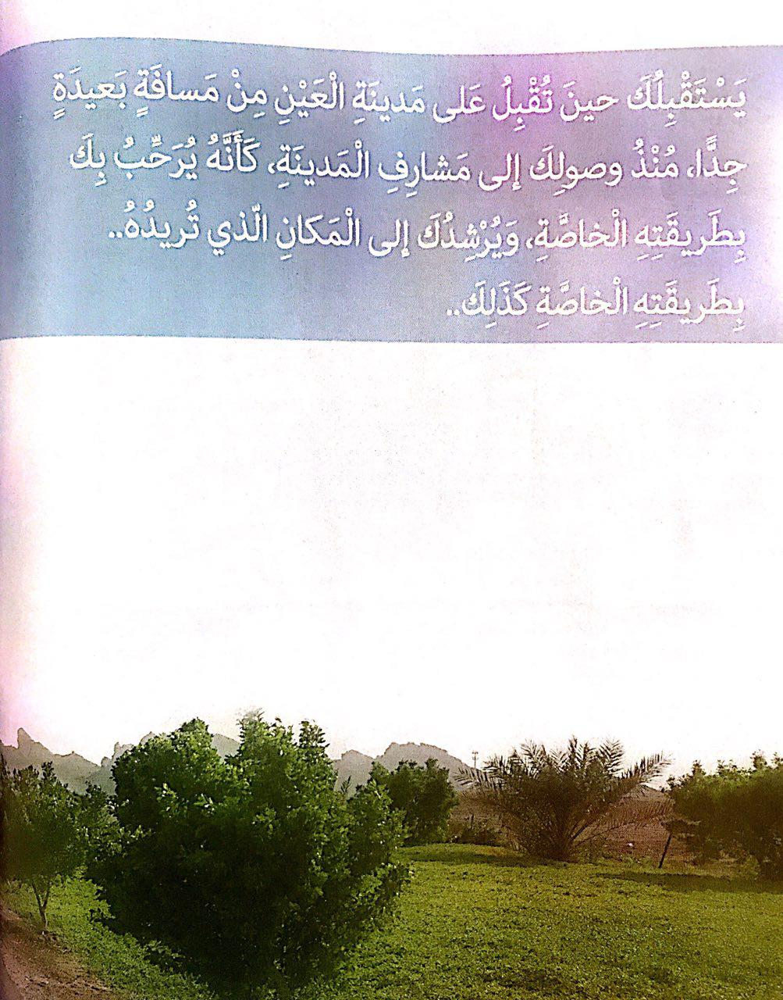 يَسْتَقْبِلُكَ حينَ تُقْبِلُ عَلى مَدينَةِ الْعَيْنِ مِنْ مَسافَةٍ بَعيدَةٍ
جِدًّا، مُنْذُ وصولِكَ إلى مَشارِفِ الْمَدينَةِ، كَأَنَّهُ يُرَحِّبُ بِكَ
بِطَريقَتِهِ الْخاصَّةِ، وَيُرْشِدُكَ إلى الْمَكانِ الّذي تُريدُهُ..
بِطَريقَتِهِ الْخاصَّةِ كَذَلِكَ..